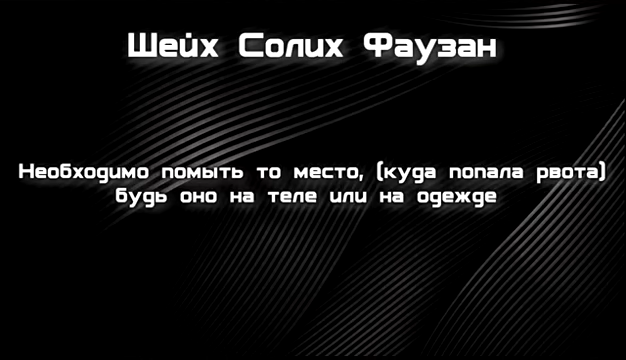 Шейх Солих Фаузан
Необходимо помыть то место, (куда попала рвота)
будь оно на теле или на одежде